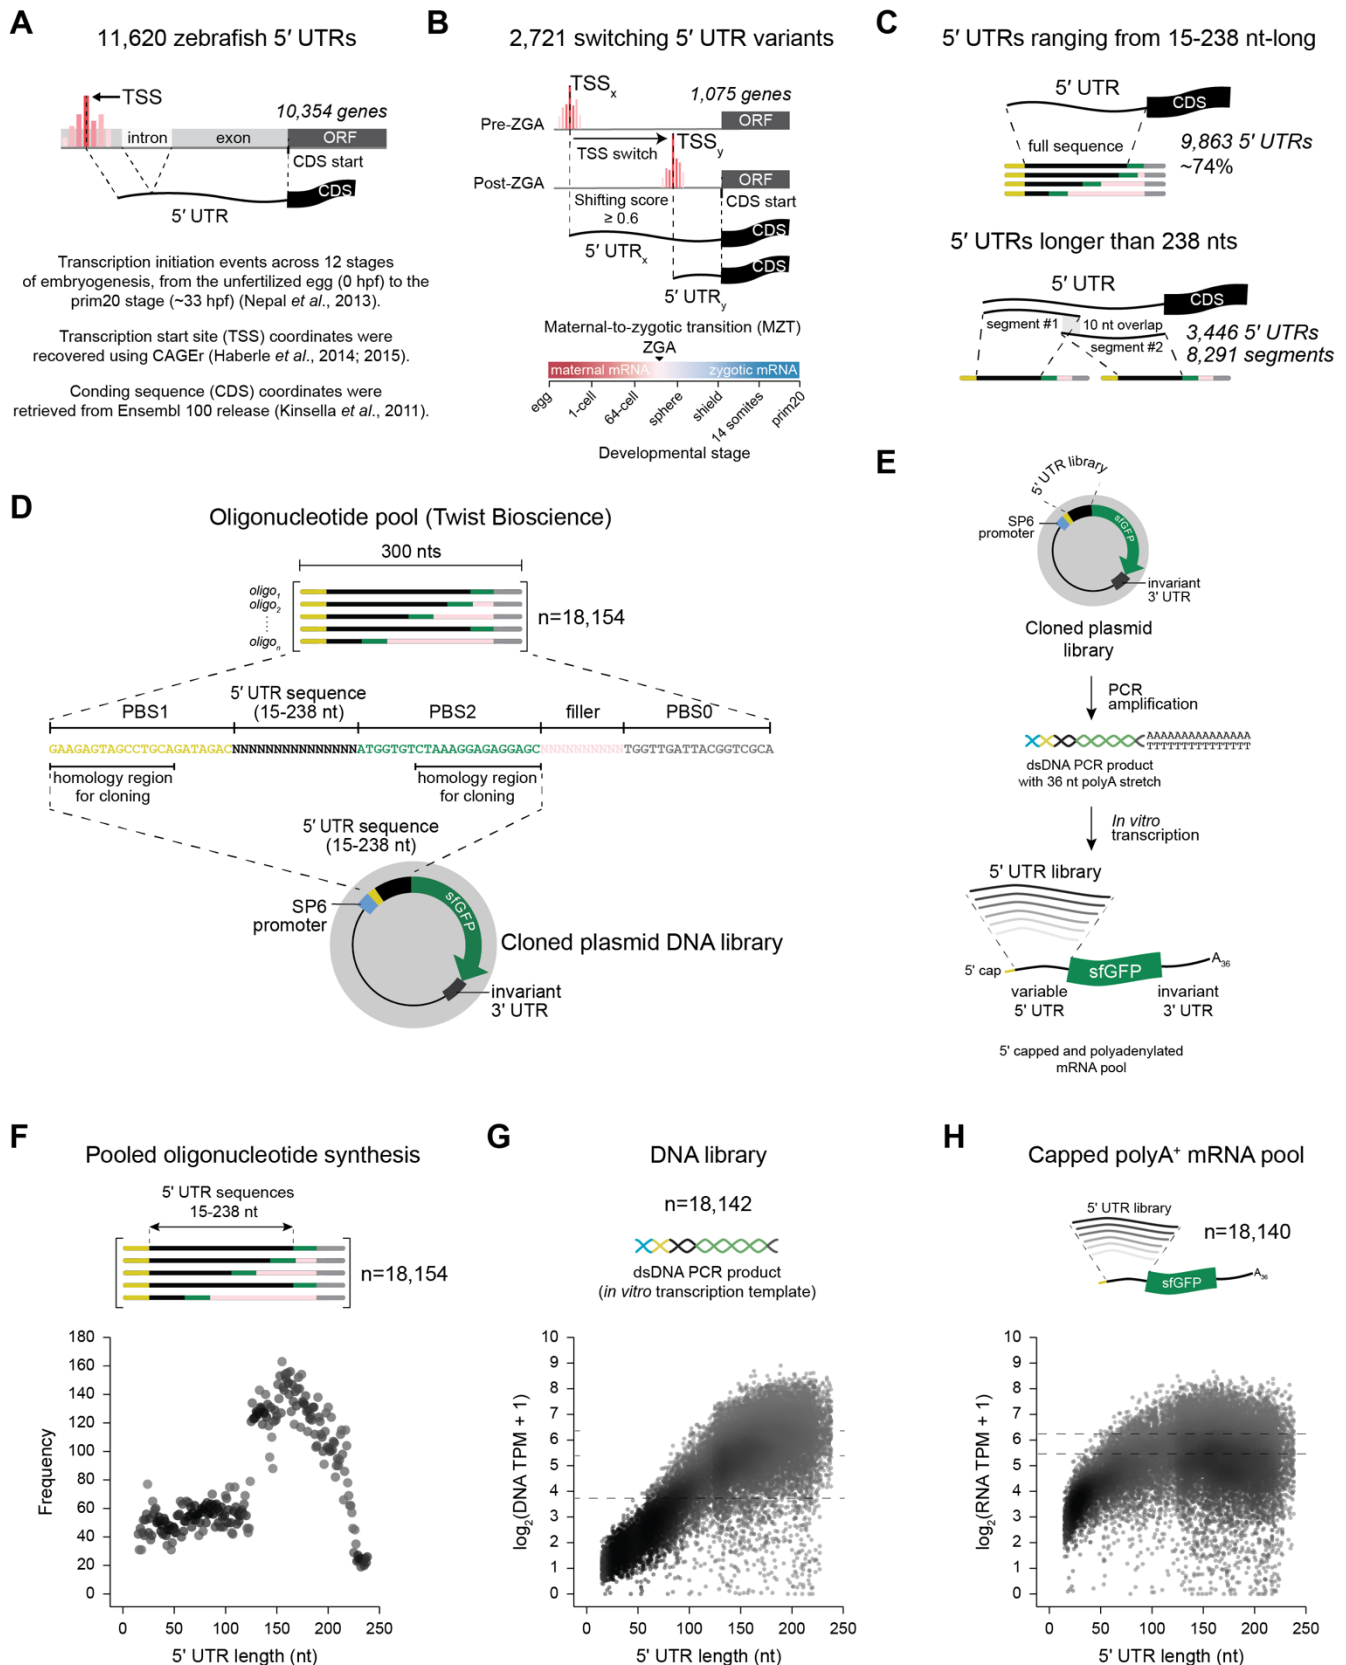 A
11,620 zebrafish 5′ UTRs
TSS
10,354 genes
intron
exon
ORF
CDS start
CDS
5′ UTR
Transcription initiation events across 12 stages
of embryogenesis, from the unfertilized egg (0 hpf) to the
prim20 stage (~33 hpf) (Nepal et al., 2013).
Transcription start site (TSS) coordinates were
recovered using CAGEr (Haberle et al., 2014; 2015).
Conding sequence (CDS) coordinates were
retrieved from Ensembl 100 release (Kinsella et al., 2011).
B
2,721 switching 5′ UTR variants
TSSx
1,075 genes
Pre-ZGA
ORF
TSS switch
TSSy
Post-ZGA
ORF
Shifting score
≥ 0.6
CDS start
CDS
5′ UTRx
CDS
5′ UTRy
Maternal-to-zygotic transition (MZT)
ZGA
maternal mRNA
zygotic mRNA
egg
1-cell
64-cell
sphere
shield
14 somites
prim20
Developmental stage
C
5′ UTRs ranging from 15-238 nt-long
5′ UTR
CDS
full sequence
9,863 5′ UTRs
~74%
5′ UTRs longer than 238 nts
5′ UTR
CDS
segment #1
10 nt overlap
segment #2
3,446 5′ UTRs
8,291 segments
D
Oligonucleotide pool (Twist Bioscience)
300 nts
oligo1
oligo2
oligon
n=18,154
PBS1
5′ UTR sequence
(15-238 nt)
PBS2
filler
PBS0
GAAGAGTAGCCTGCAGATAGACNNNNNNNNNNNNNNNATGGTGTCTAAAGGAGAGGAGCNNNNNNNNNNTGGTTGATTACGGTCGCA
homology region
for cloning
homology region
for cloning
5′ UTR sequence
(15-238 nt)
SP6
promoter
sfGFP
Cloned plasmid DNA library
invariant
3′ UTR
E
5′ UTR library
SP6
promoter
sfGFP
invariant
3′ UTR
Cloned plasmid
library
PCR
amplification
AAAAAAAAAAAAAAA
TTTTTTTTTTTTTTT
dsDNA PCR product
with 36 nt polyA stretch
In vitro
transcription
5′ UTR library
5′ cap
sfGFP
A36
variable
5′ UTR
invariant
3′ UTR
5′ capped and polyadenylated
mRNA pool
F
Pooled oligonucleotide synthesis
5′ UTR sequences
15-238 nt
n=18,154
180
160
140
120
100
80
60
40
20
0
Frequency
0 50 100 150 200 250
5′ UTR length (nt)
G
DNA library
n=18,142
dsDNA PCR product
(in vitro transcription template)
10
9
8
7
6
5
4
3
2
1
0
log2(DNA TPM + 1)
0 50 100 150 200 250
5′ UTR length (nt)
H
Capped polyA+ mRNA pool
5′ UTR library
n=18,140
sfGFP
A36
10
9
8
7
6
5
4
3
2
1
0
log2(RNA TPM + 1)
0 50 100 150 200 250
5′ UTR length (nt)